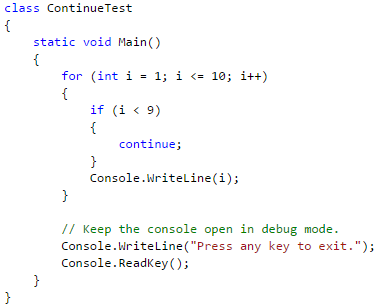 class ContinueTest
{
    static void Main()
    {
        for (int i = 1; i <= 10; i++)
        {
            if (i < 9)
            {
                continue;
            }
            Console.WriteLine(i);
        }

        // Keep the console open in debug mode.
        Console.WriteLine("Press any key to exit.");
        Console.ReadKey();
    }
}